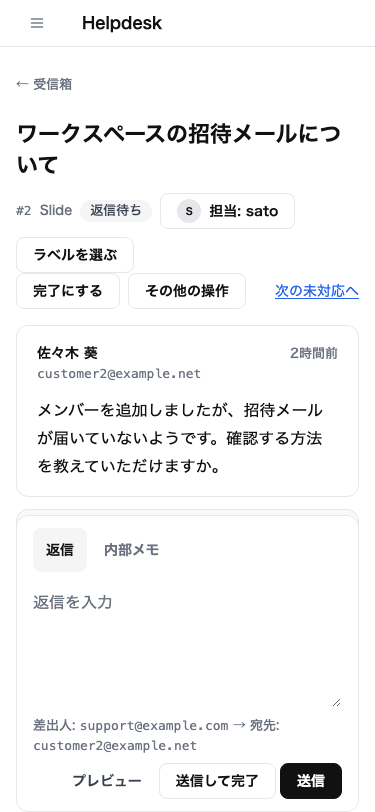 Helpdesk
← 受信箱
ワークスペースの招待メールにつ
いて
#2 Slide 返信待ち S 担当: sato
ラベルを選ぶ
完了にする その他の操作 次の未対応へ
佐々木 葵 2時間前
customer2@example.net
メンバーを追加しましたが、招待メール
が届いていないようです。確認する方法
を教えていただけますか。
返信 内部メモ
返信を入力
差出人: support@example.com → 宛先:
customer2@example.net
プレビュー 送信して完了 送信